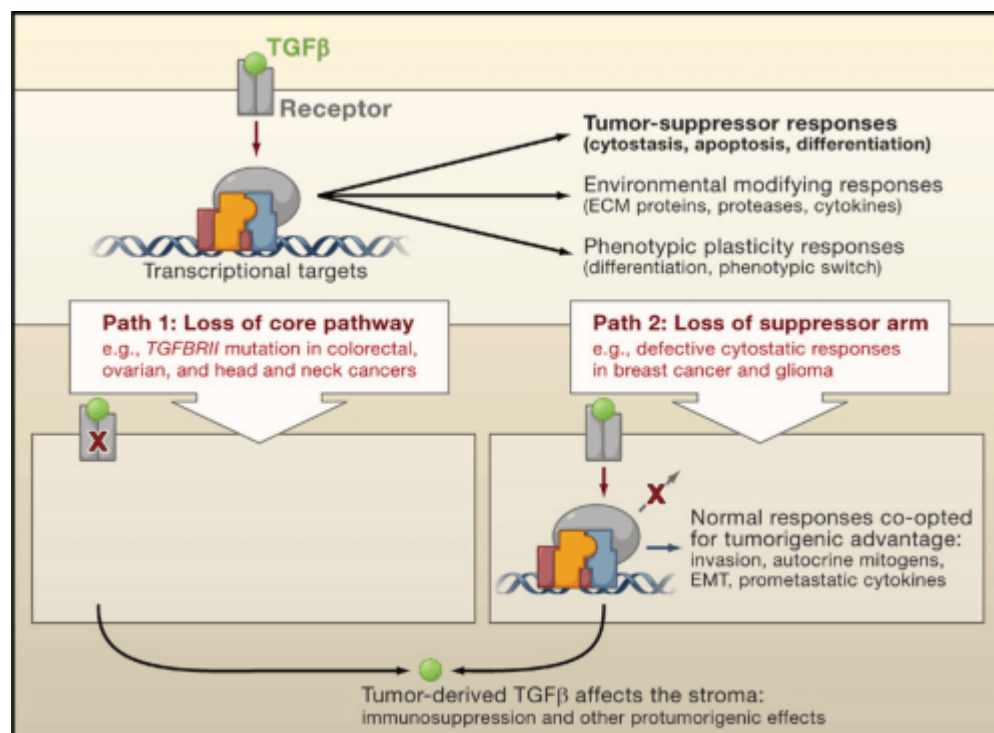 TGFβ
Receptor
Transcriptional targets
Tumor-suppressor responses
(cytostasis, apoptosis, differentiation)
Environmental modifying responses
(ECM proteins, proteases, cytokines)
Phenotypic plasticity responses
(differentiation, phenotypic switch)
Path 1: Loss of core pathway
e.g., TGFBRII mutation in colorectal,
ovarian, and head and neck cancers
Path 2: Loss of suppressor arm
e.g., defective cytostatic responses
in breast cancer and glioma
X
X
Normal responses co-opted
for tumorigenic advantage:
invasion, autocrine mitogens,
EMT, prometastatic cytokines
Tumor-derived TGFβ affects the stroma:
immunosuppression and other protumorigenic effects